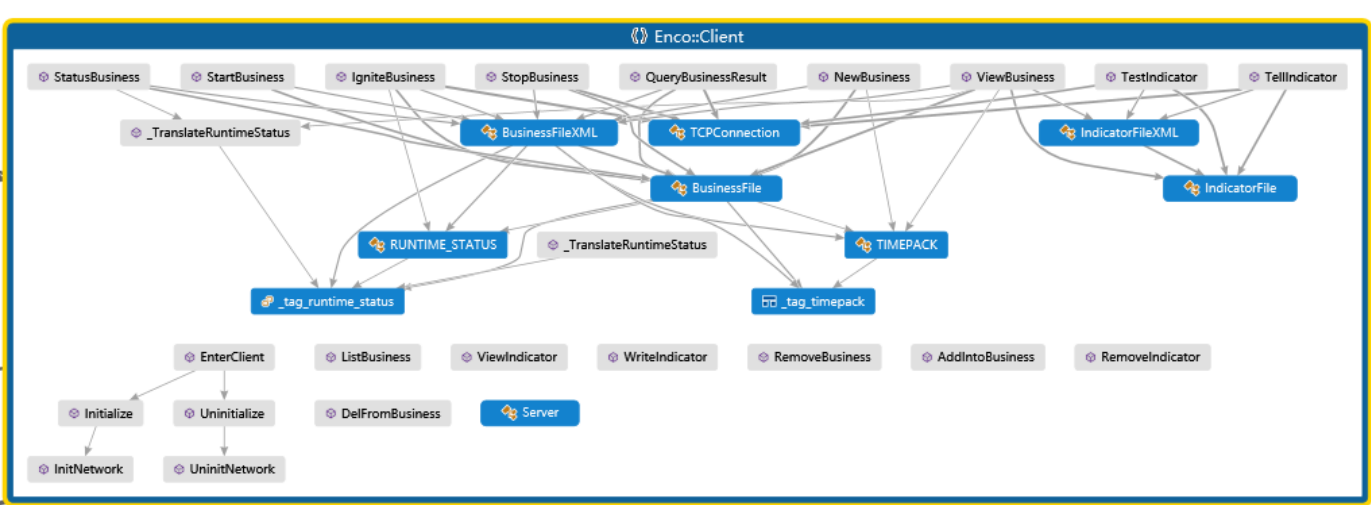 Enco::Client
StatusBusiness StartBusiness IgniteBusiness StopBusiness QueryBusinessResult NewBusiness ViewBusiness TestIndicator TellIndicator
_TranslateRuntimeStatus BusinessFileXML TCPConnection IndicatorFileXML
BusinessFile IndicatorFile
RUNTIME_STATUS _TranslateRuntimeStatus TIMEPACK
_tag_runtime_status _tag_timepack
EnterClient ListBusiness ViewIndicator WriteIndicator RemoveBusiness AddIntoBusiness RemoveIndicator
Initialize Uninitialize DelFromBusiness Server
InitNetwork UninitNetwork